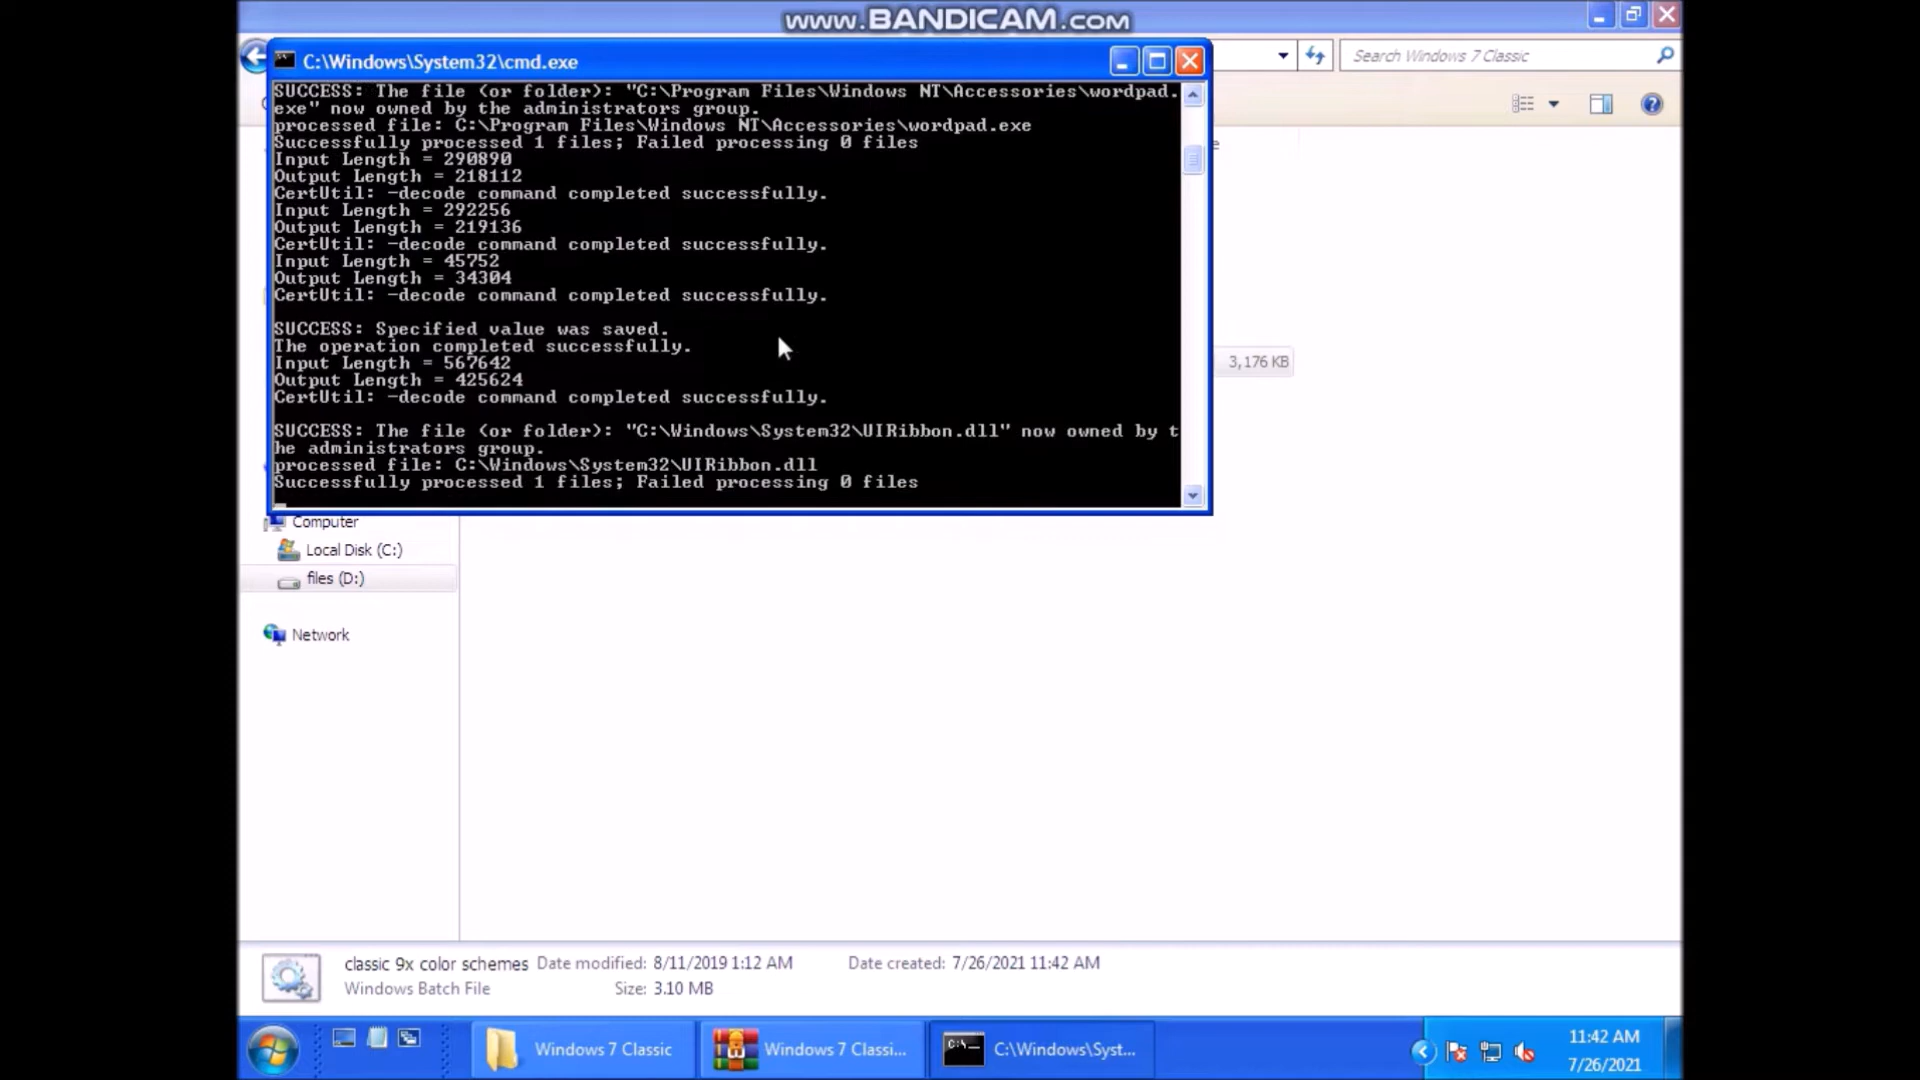 www.BANDICAM.com
C:\Windows\System32\cmd.exe
Search Windows 7 Classic
SUCCESS: The file (or folder): "C:\Program Files\Windows NT\Accessories\wordpad.
exe" now owned by the administrators group.
processed file: C:\Program Files\Windows NT\Accessories\wordpad.exe
Successfully processed 1 files; Failed processing 0 files
Input Length = 290890
Output Length = 218112
CertUtil: -decode command completed successfully.
Input Length = 292256
Output Length = 219136
CertUtil: -decode command completed successfully.
Input Length = 45752
Output Length = 34304
CertUtil: -decode command completed successfully.
SUCCESS: Specified value was saved.
The operation completed successfully.
Input Length = 567642
Output Length = 425624
CertUtil: -decode command completed successfully.
SUCCESS: The file (or folder): "C:\Windows\System32\UIRibbon.dll" now owned by t
he administrators group.
processed file: C:\Windows\System32\UIRibbon.dll
Successfully processed 1 files; Failed processing 0 files
3,176 KB
Computer
Local Disk (C:)
files (D:)
Network
classic 9x color schemes Date modified: 8/11/2019 1:12 AM Date created: 7/26/2021 11:42 AM
Windows Batch File Size: 3.10 MB
Windows 7 Classic
Windows 7 Classi...
C:\Windows\Syst...
11:42 AM
7/26/2021